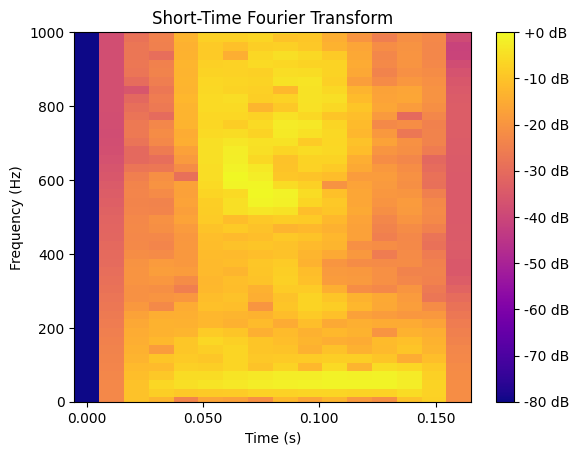 Short-Time Fourier Transform
1000
800
600
400
200
0
Frequency (Hz)
0.000
0.050
0.100
0.150
Time (s)
+0 dB
-10 dB
-20 dB
-30 dB
-40 dB
-50 dB
-60 dB
-70 dB
-80 dB